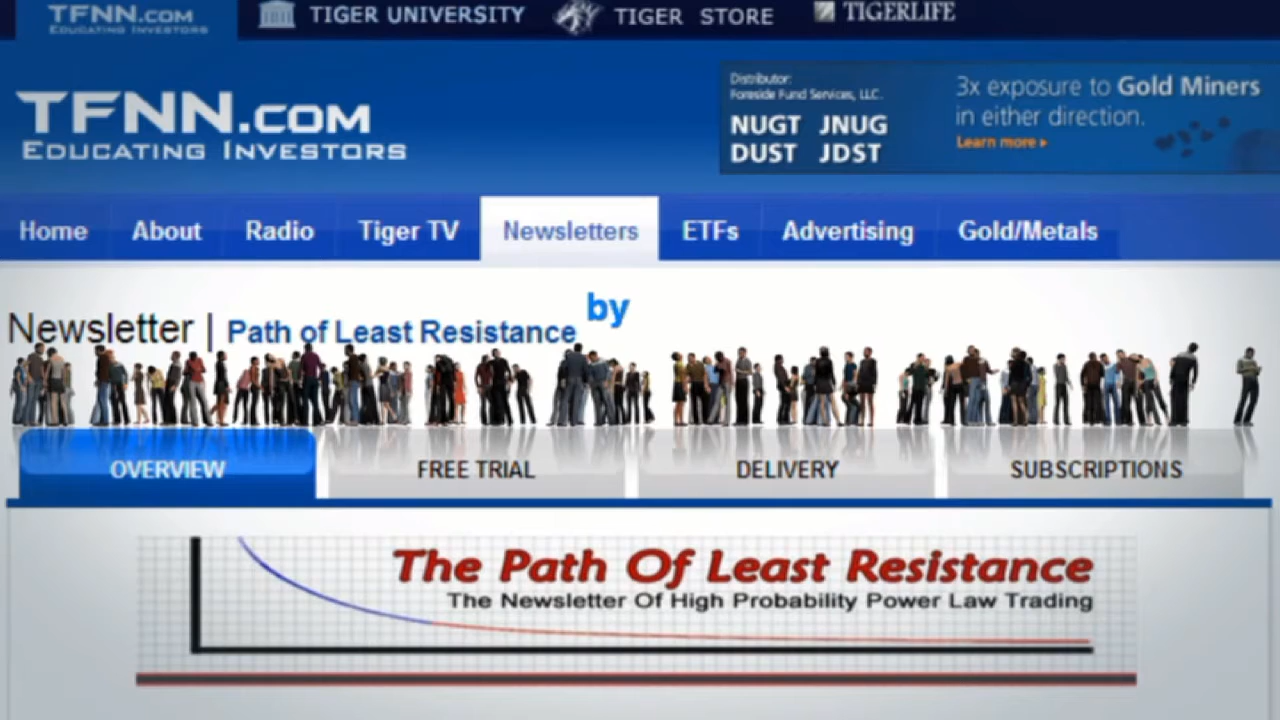 TFNN.COM
EDUCATING INVESTORS
TIGER UNIVERSITY
TIGER STORE
TIGERLIFE
TFNN.COM
EDUCATING INVESTORS
Distributor:
Foreside Fund Services, LLC.
NUGT JNUG
DUST JDST
3x exposure to Gold Miners
in either direction.
Learn more
Home About Radio Tiger TV Newsletters ETFs Advertising Gold/Metals
Newsletter | Path of Least Resistance by
OVERVIEW FREE TRIAL DELIVERY SUBSCRIPTIONS
The Path Of Least Resistance
The Newsletter Of High Probability Power Law Trading